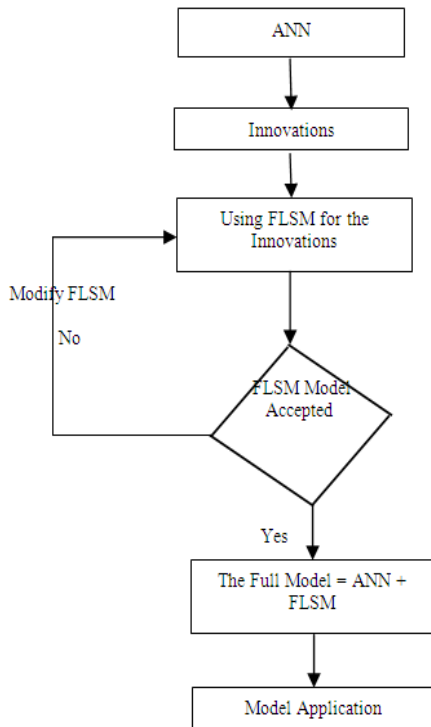 ANN
Innovations
Using FLSM for the
Innovations
Modify FLSM
No
FLSM Model
Accepted
Yes
The Full Model = ANN +
FLSM
Model Application